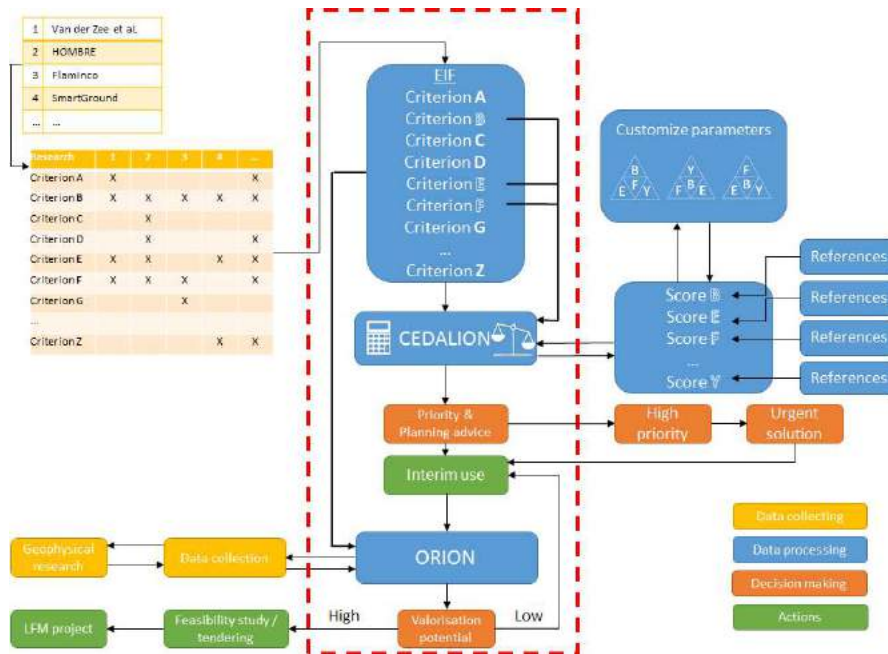 1 Van der Zee et al.
2 HOMBRE
3 Flaminco
4 SmartGround
... ...
Research 1 2 3 4 ...
Criterion A X X
Criterion B X X X X X
Criterion C X
Criterion D X X
Criterion E X X X X
Criterion F X X X X
Criterion G X
...
Criterion Z X X
EIF
Criterion A
Criterion B
Criterion C
Criterion D
Criterion E
Criterion F
Criterion G
...
Criterion Z
Customize parameters
B
E F Y
Y
F B E
F
E B Y
Score B
Score E
Score F
...
Score Y
References
References
References
References
CEDALION
Priority &
Planning advice
High
priority
Urgent
solution
Interim use
ORION
Geophysical
research
Data collection
LFM project
Feasibility study /
tendering
High
Valorisation
potential
Low
Data collecting
Data processing
Decision making
Actions